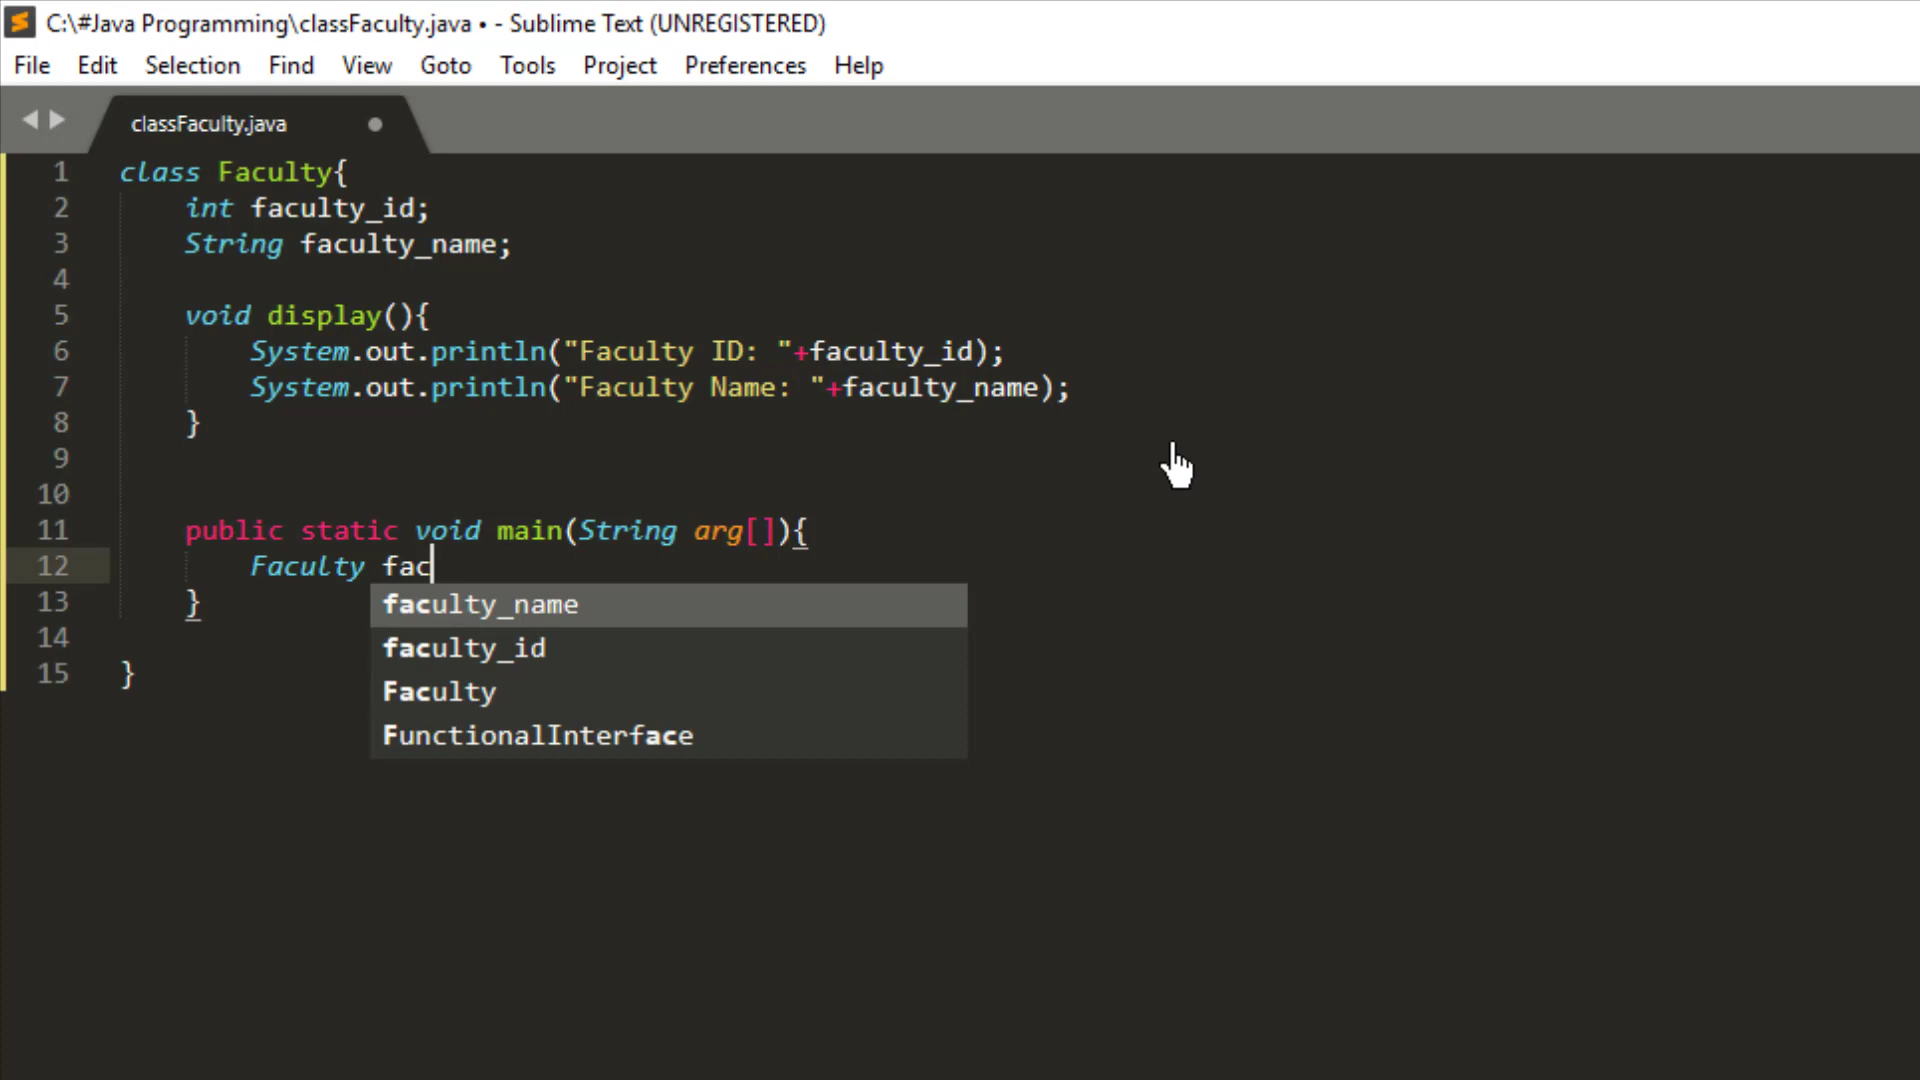 C:\#Java Programming\classFaculty.java • - Sublime Text (UNREGISTERED)
File Edit Selection Find View Goto Tools Project Preferences Help
classFaculty.java
1 class Faculty{
2 int faculty_id;
3 String faculty_name;
4
5 void display(){
6 System.out.println("Faculty ID: "+faculty_id);
7 System.out.println("Faculty Name: "+faculty_name);
8 }
9
10
11 public static void main(String arg[]){
12 Faculty fac
13 }
14
15 }
faculty_name
faculty_id
Faculty
FunctionalInterface